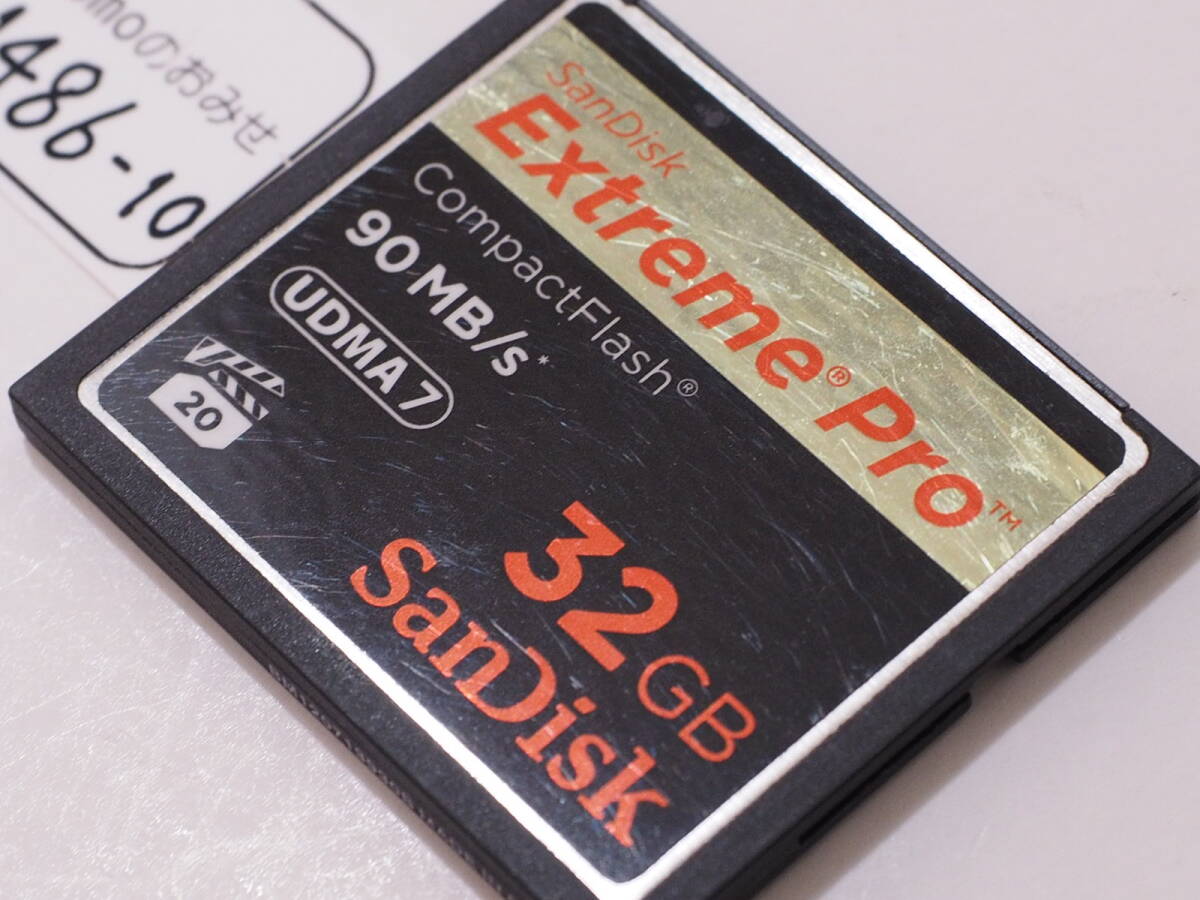 moのおみせ
486-10
SanDisk
Extreme® Pro™
CompactFlash®
90 MB/s*
UDMA 7
20
32 GB
SanDisk